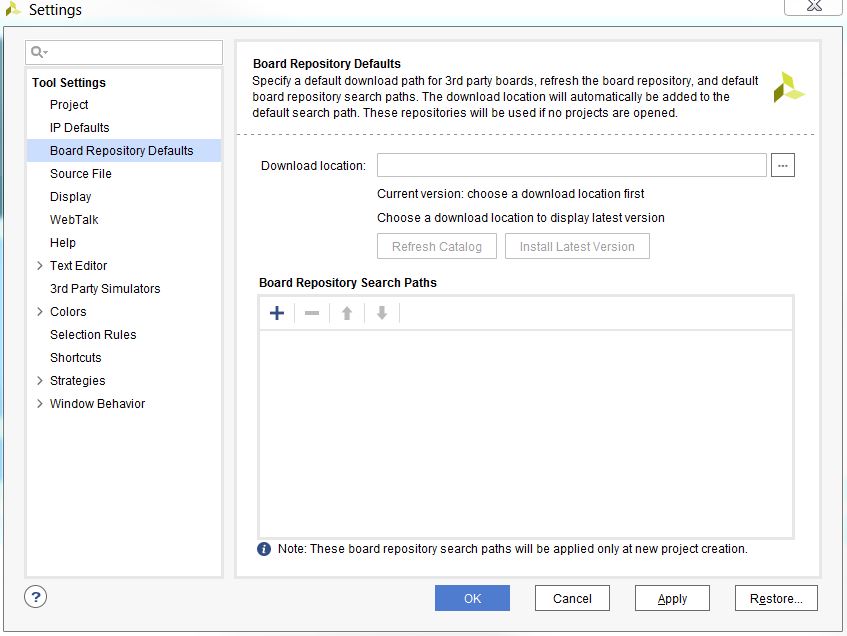 Settings
Tool Settings
Project
IP Defaults
Board Repository Defaults
Source File
Display
WebTalk
Help
Text Editor
3rd Party Simulators
Colors
Selection Rules
Shortcuts
Strategies
Window Behavior
Board Repository Defaults
Specify a default download path for 3rd party boards, refresh the board repository, and default
board repository search paths. The download location will automatically be added to the
default search path. These repositories will be used if no projects are opened.
Download location:
...
Current version: choose a download location first
Choose a download location to display latest version
Refresh Catalog
Install Latest Version
Board Repository Search Paths
Note: These board repository search paths will be applied only at new project creation.
?
OK
Cancel
Apply
Restore...